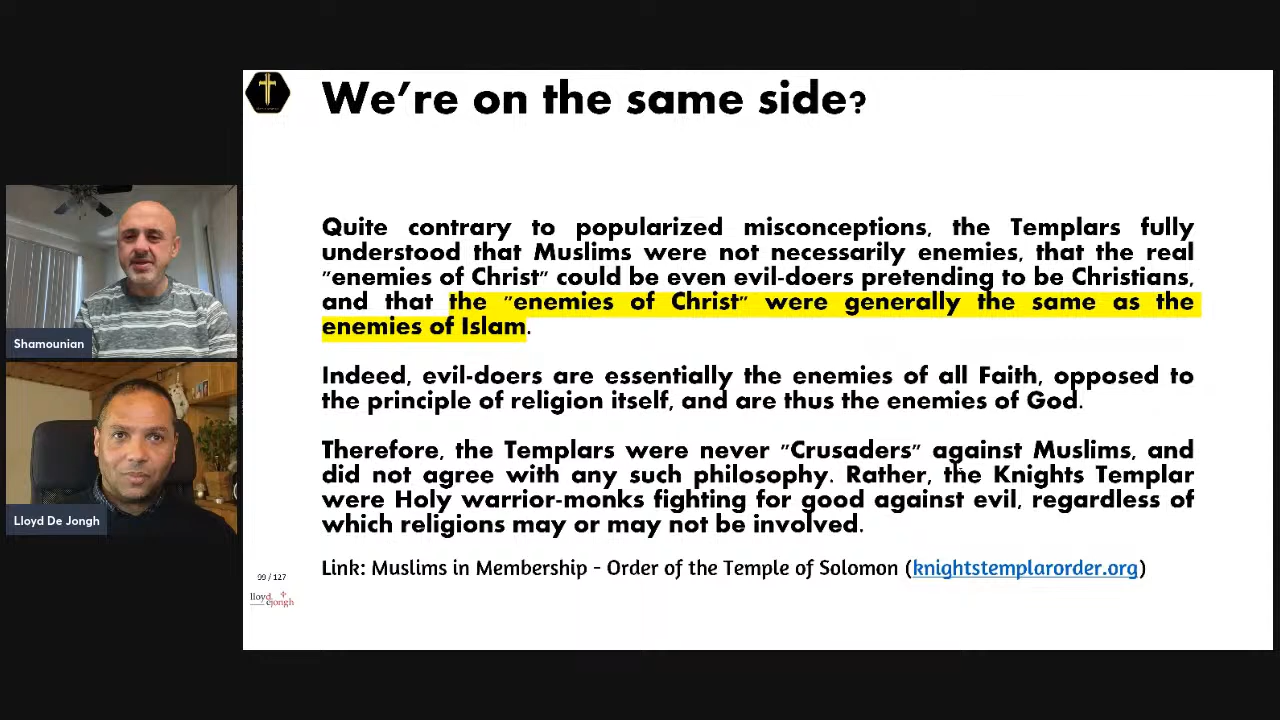 We’re on the same side?
Quite contrary to popularized misconceptions, the Templars fully
understood that Muslims were not necessarily enemies, that the real
"enemies of Christ" could be even evil-doers pretending to be Christians,
and that the "enemies of Christ" were generally the same as the
enemies of Islam.
Indeed, evil-doers are essentially the enemies of all Faith, opposed to
the principle of religion itself, and are thus the enemies of God.
Therefore, the Templars were never "Crusaders" against Muslims, and
did not agree with any such philosophy. Rather, the Knights Templar
were Holy warrior-monks fighting for good against evil, regardless of
which religions may or may not be involved.
Link: Muslims in Membership - Order of the Temple of Solomon (knightstemplarorder.org)
99 / 127
lloyd
dejongh
Shamounian
Lloyd De Jongh